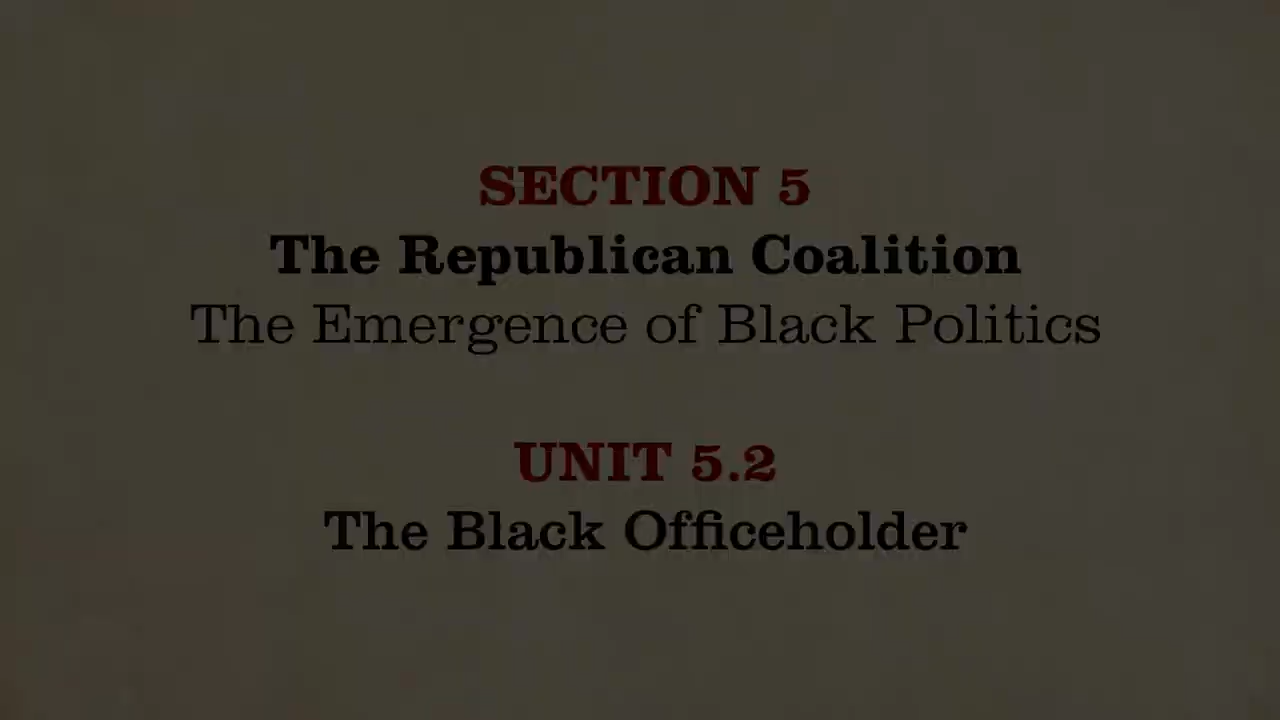 SECTION 5
The Republican Coalition
The Emergence of Black Politics
UNIT 5.2
The Black Officeholder